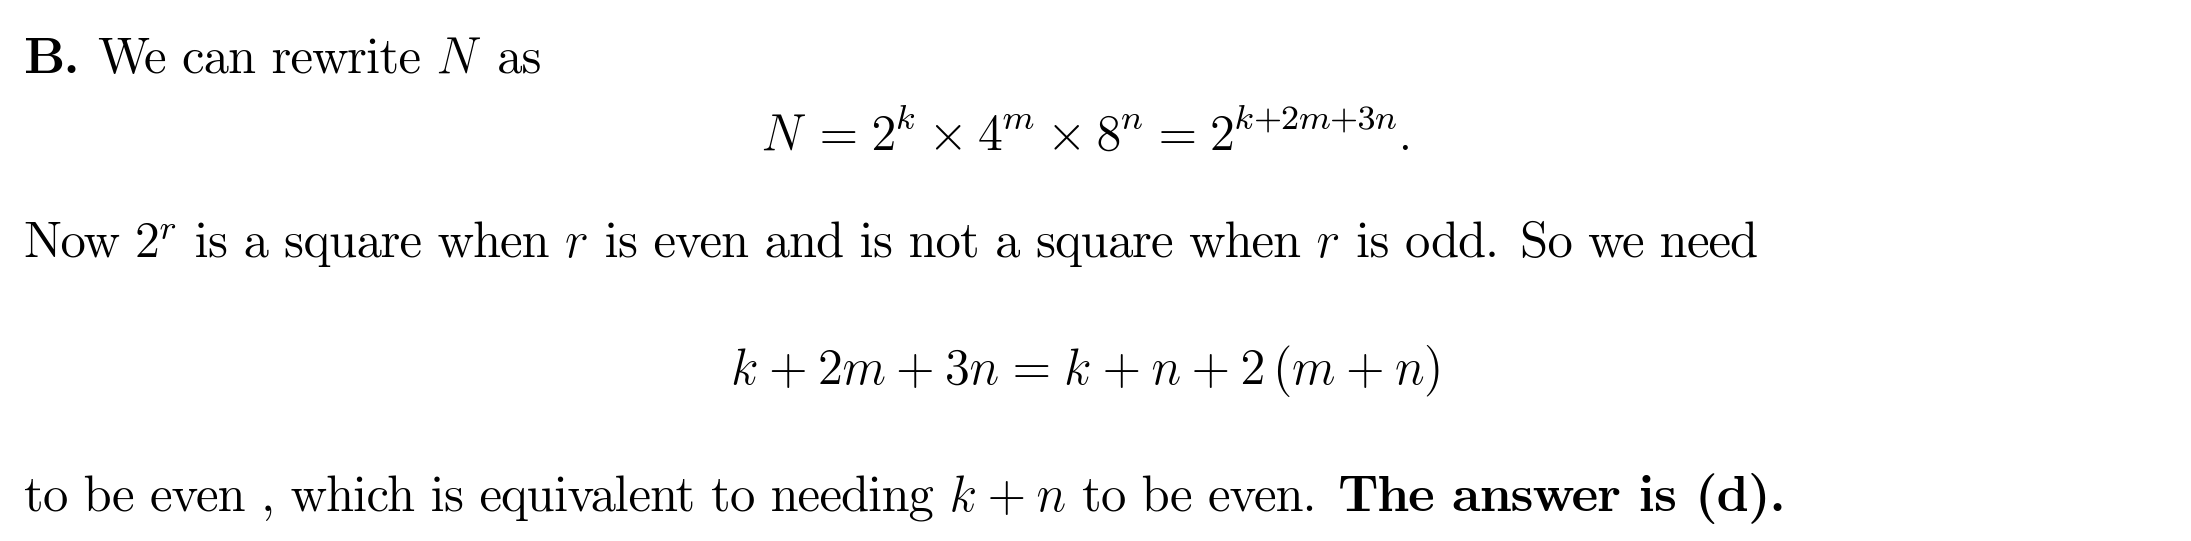 B. We can rewrite N as
N = 2^k × 4^m × 8^n = 2^{k+2m+3n}.
Now 2^r is a square when r is even and is not a square when r is odd. So we need
k + 2m + 3n = k + n + 2 (m + n)
to be even , which is equivalent to needing k + n to be even. The answer is (d).